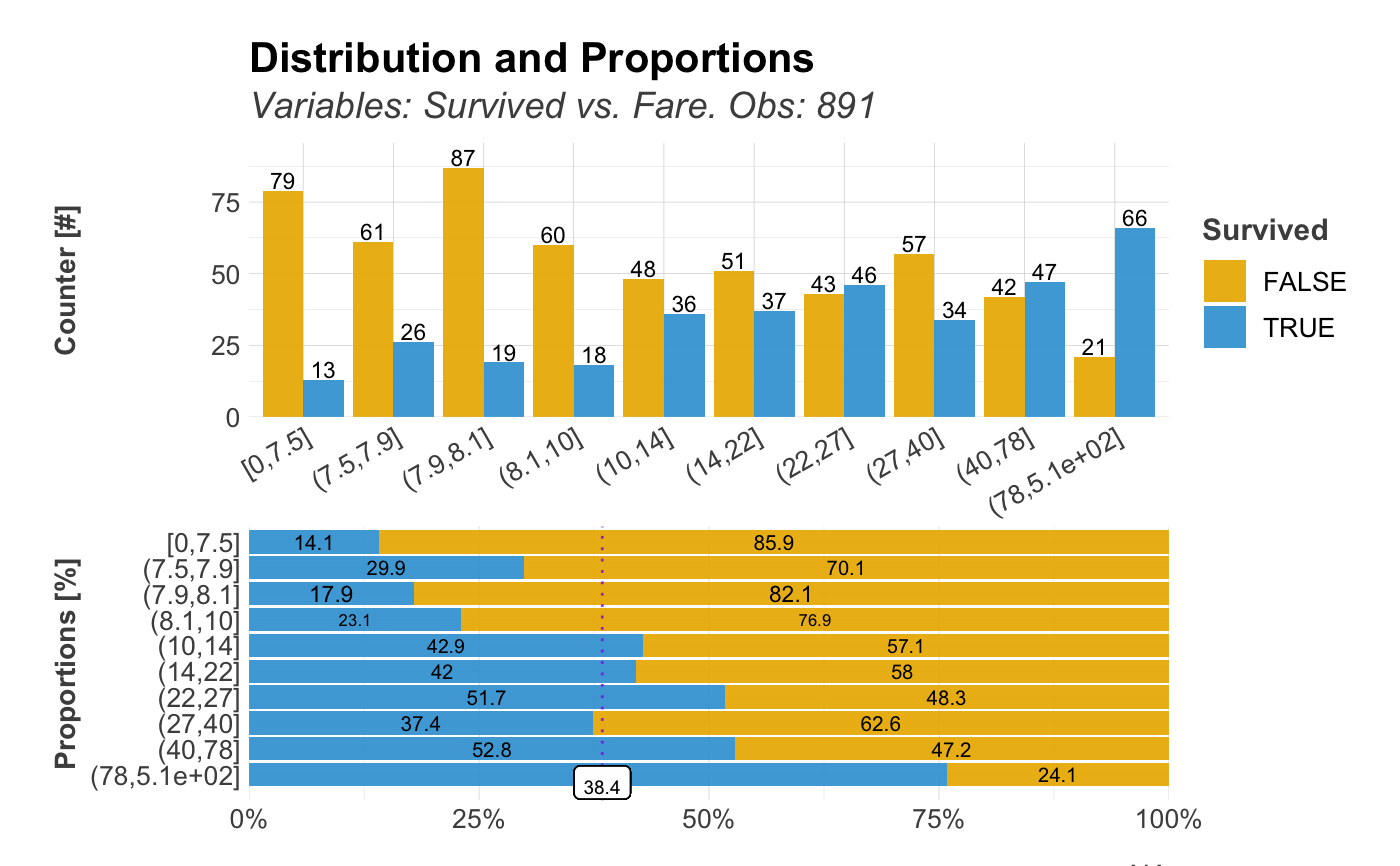 Distribution and Proportions
Variables: Survived vs. Fare. Obs: 891
Counter [#]
75
50
25
0
79 13 61 26 87 19 60 18 48 36 51 37 43 46 57 34 42 47 21 66
[0,7.5] (7.5,7.9] (7.9,8.1] (8.1,10] (10,14] (14,22] (22,27] (27,40] (40,78] (78,5.1e+02]
Survived
FALSE
TRUE
Proportions [%]
[0,7.5] 14.1 85.9
(7.5,7.9] 29.9 70.1
(7.9,8.1] 17.9 82.1
(8.1,10] 23.1 76.9
(10,14] 42.9 57.1
(14,22] 42 58
(22,27] 51.7 48.3
(27,40] 37.4 62.6
(40,78] 52.8 47.2
(78,5.1e+02] 24.1
38.4
0% 25% 50% 75% 100%